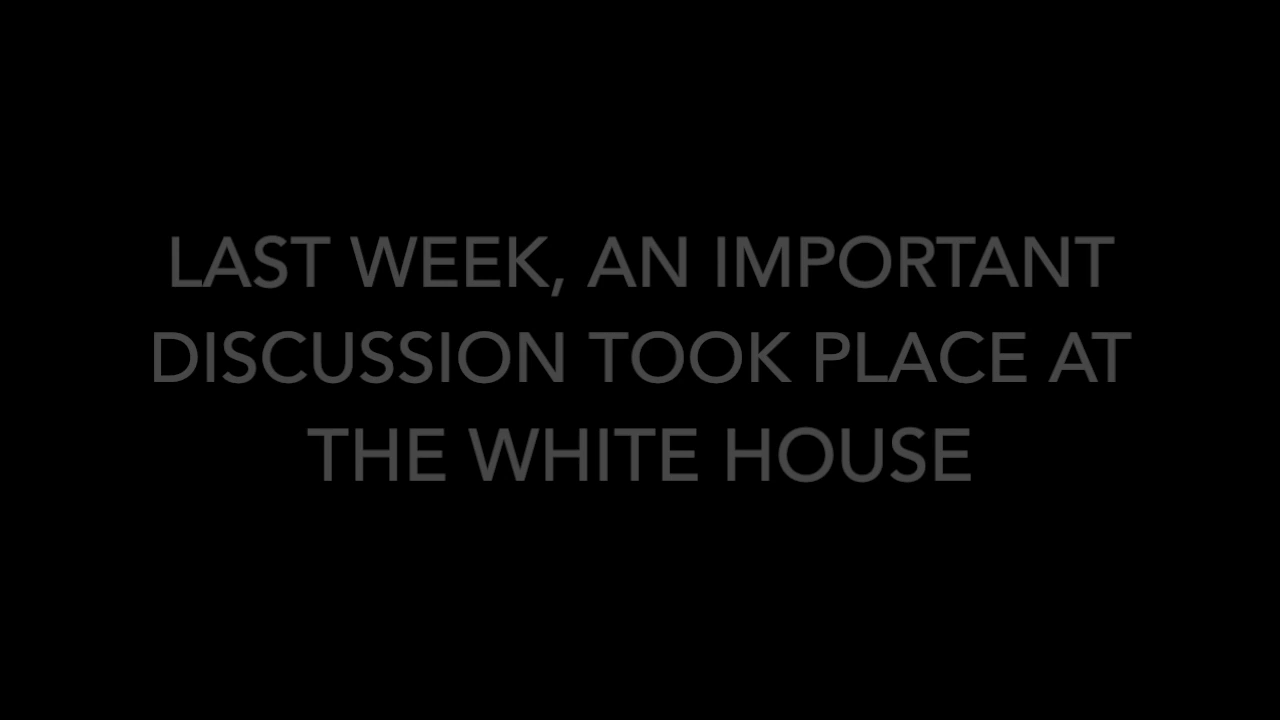 LAST WEEK, AN IMPORTANT
DISCUSSION TOOK PLACE AT
THE WHITE HOUSE